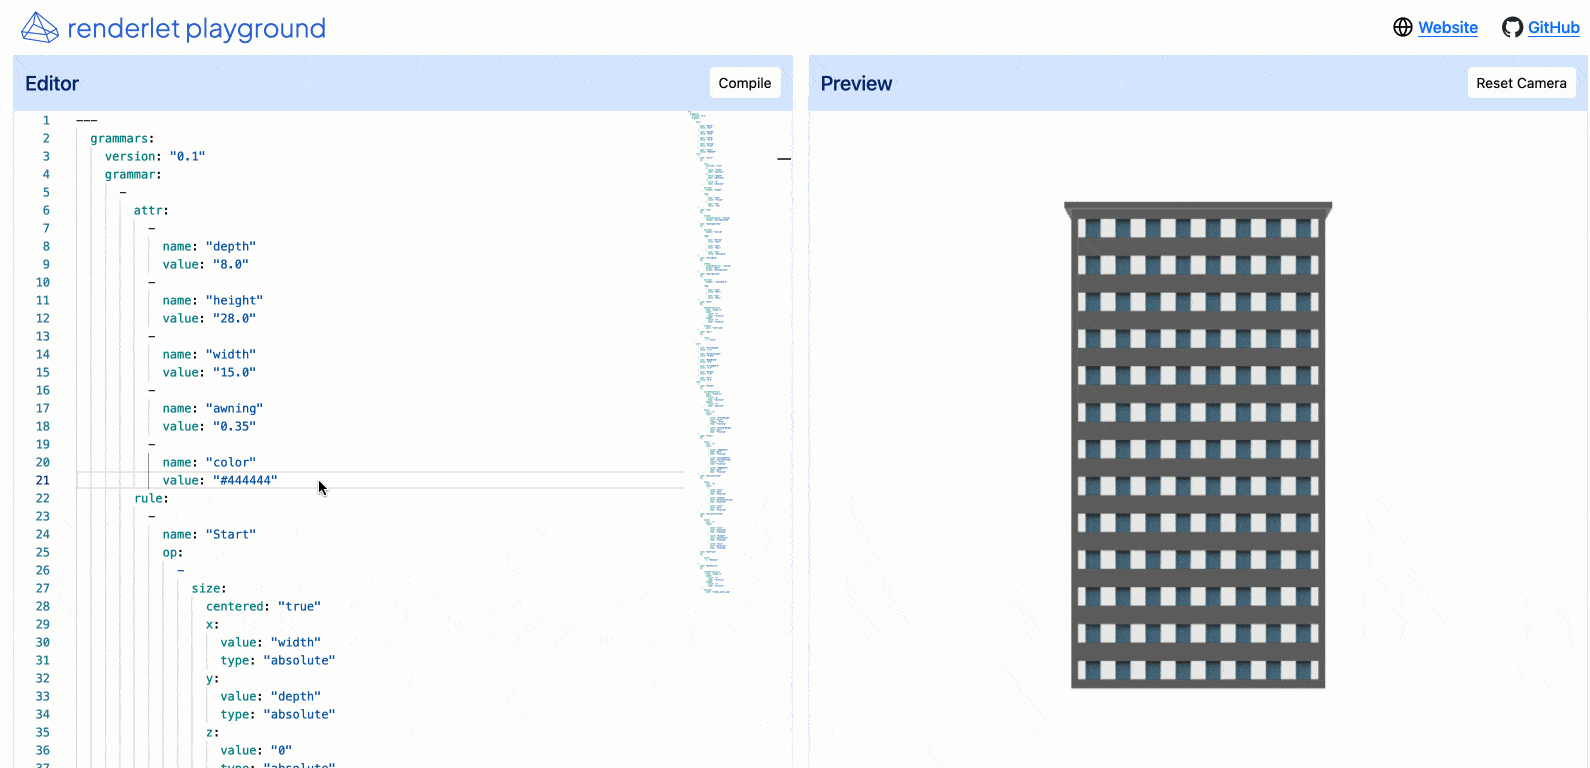 renderlet playground
Website
GitHub
Editor
Compile
Preview
Reset Camera
1 ---
2 grammars:
3 version: "0.1"
4 grammar:
5 -
6 attr:
7 -
8 name: "depth"
9 value: "8.0"
10 -
11 name: "height"
12 value: "28.0"
13 -
14 name: "width"
15 value: "15.0"
16 -
17 name: "awning"
18 value: "0.35"
19 -
20 name: "color"
21 value: "#444444"
22 rule:
23 -
24 name: "Start"
25 op:
26 -
27 size:
28 centered: "true"
29 x:
30 value: "width"
31 type: "absolute"
32 y:
33 value: "depth"
34 type: "absolute"
35 z:
36 value: "0"
37 type: "absolute"